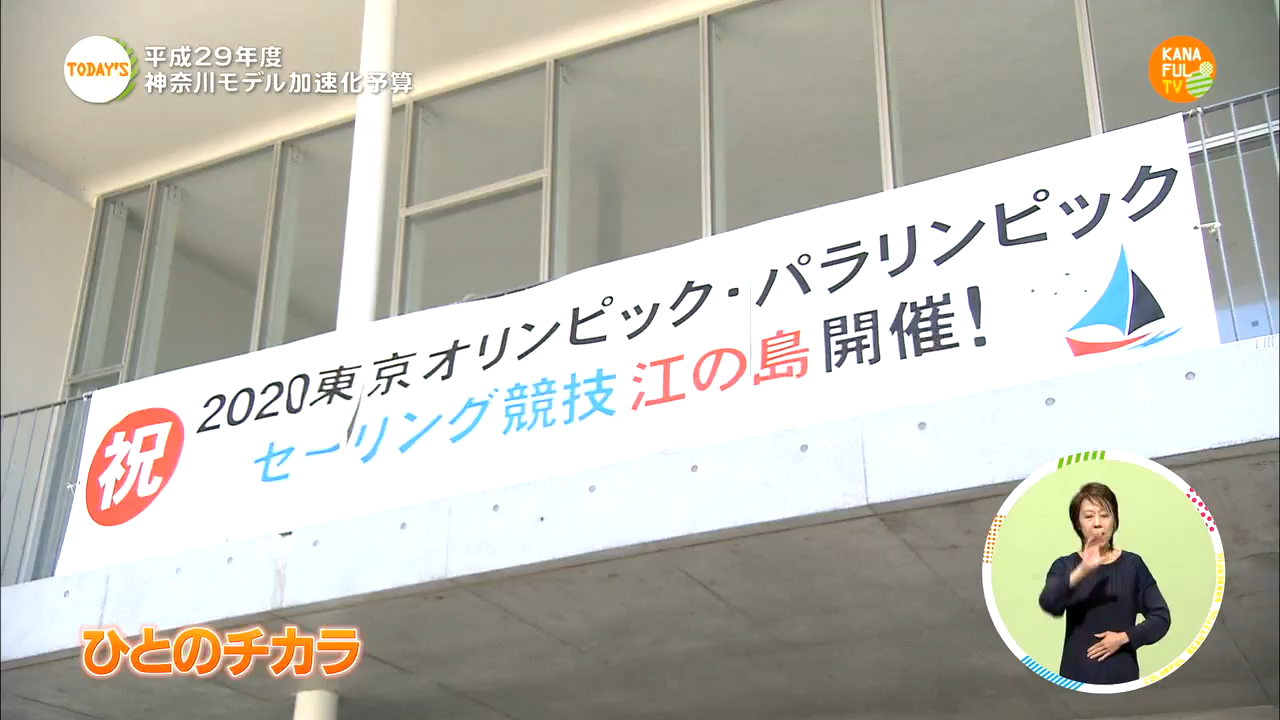 TODAY'S
平成29年度
神奈川モデル加速化予算
KANA
FUL
TV
祝
2020東京オリンピック・パラリンピック
セーリング競技 江の島 開催!
ひとのチカラ